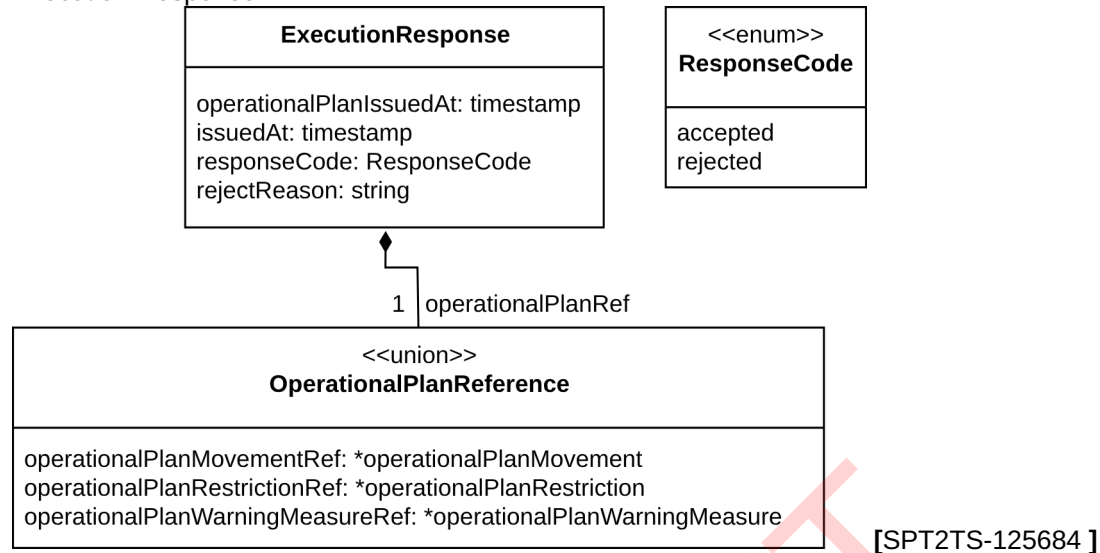 ExecutionResponse
operationalPlanIssuedAt: timestamp
issuedAt: timestamp
responseCode: ResponseCode
rejectReason: string
<<enum>>
ResponseCode
accepted
rejected
1 operationalPlanRef
<<union>>
OperationalPlanReference
operationalPlanMovementRef: *operationalPlanMovement
operationalPlanRestrictionRef: *operationalPlanRestriction
operationalPlanWarningMeasureRef: *operationalPlanWarningMeasure
[SPT2TS-125684 ]